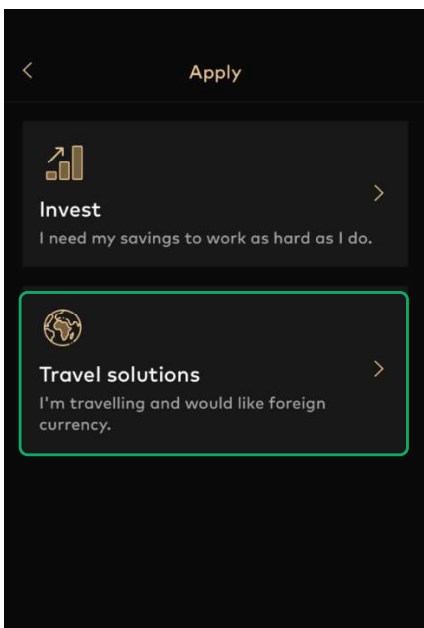 Apply
Invest
I need my savings to work as hard as I do.
Travel solutions
I'm travelling and would like foreign
currency.